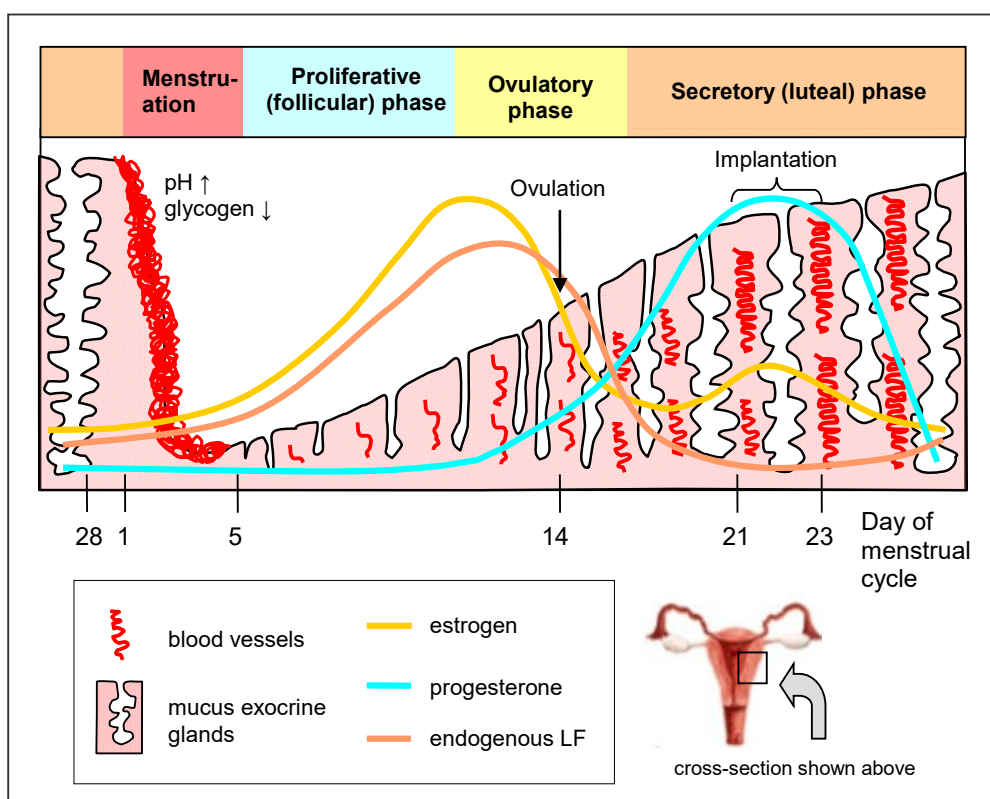 Menstru-
ation
Proliferative
(follicular) phase
Ovulatory
phase
Secretory (luteal) phase
pH ↑
glycogen ↓
Ovulation
Implantation
28
1
5
14
21
23
Day of
menstrual
cycle
blood vessels
mucus exocrine
glands
estrogen
progesterone
endogenous LF
cross-section shown above